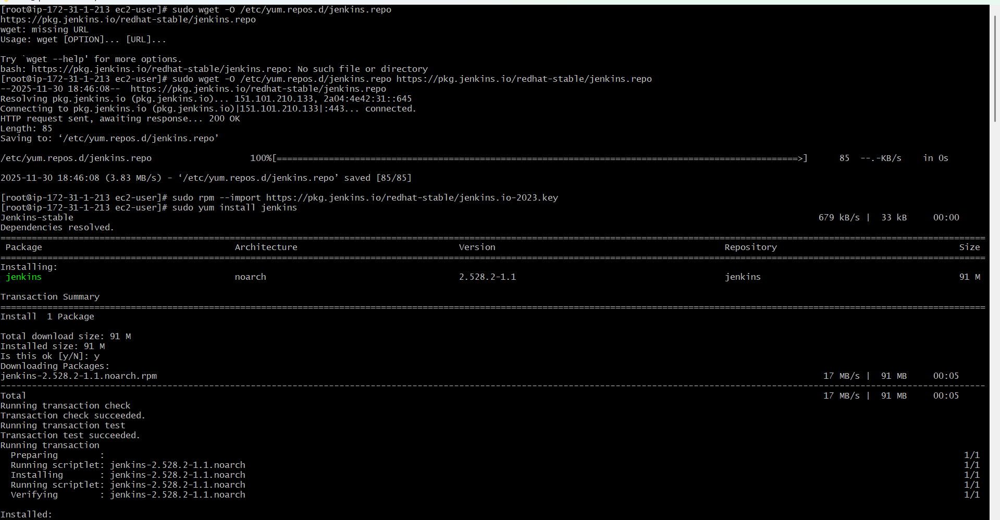 [root@ip-172-31-1-213 ec2-user]# sudo wget -O /etc/yum.repos.d/jenkins.repo
https://pkg.jenkins.io/redhat-stable/jenkins.repo
wget: missing URL
Usage: wget [OPTION]... [URL]...
Try `wget --help' for more options.
bash: https://pkg.jenkins.io/redhat-stable/jenkins.repo: No such file or directory
[root@ip-172-31-1-213 ec2-user]# sudo wget -O /etc/yum.repos.d/jenkins.repo https://pkg.jenkins.io/redhat-stable/jenkins.repo
--2025-11-30 18:46:08--  https://pkg.jenkins.io/redhat-stable/jenkins.repo
Resolving pkg.jenkins.io (pkg.jenkins.io)... 151.101.210.133, 2a04:4e42:31::645
Connecting to pkg.jenkins.io (pkg.jenkins.io)|151.101.210.133|:443... connected.
HTTP request sent, awaiting response... 200 OK
Length: 85
Saving to: ‘/etc/yum.repos.d/jenkins.repo’
/etc/yum.repos.d/jenkins.repo 100%[====================================================================================================>] 85 --.-KB/s in 0s
2025-11-30 18:46:08 (3.83 MB/s) - ‘/etc/yum.repos.d/jenkins.repo’ saved [85/85]
[root@ip-172-31-1-213 ec2-user]# sudo rpm --import https://pkg.jenkins.io/redhat-stable/jenkins.io-2023.key
[root@ip-172-31-1-213 ec2-user]# sudo yum install jenkins
Jenkins-stable 679 kB/s | 33 kB 00:00
Dependencies resolved.
Package Architecture Version Repository Size
Installing:
jenkins noarch 2.528.2-1.1 jenkins 91 M
Transaction Summary
Install  1 Package
Total download size: 91 M
Installed size: 91 M
Is this ok [y/N]: y
Downloading Packages:
jenkins-2.528.2-1.1.noarch.rpm 17 MB/s | 91 MB 00:05
Total 17 MB/s | 91 MB 00:05
Running transaction check
Transaction check succeeded.
Running transaction test
Transaction test succeeded.
Running transaction
Preparing : 1/1
Running scriptlet: jenkins-2.528.2-1.1.noarch 1/1
Installing : jenkins-2.528.2-1.1.noarch 1/1
Running scriptlet: jenkins-2.528.2-1.1.noarch 1/1
Verifying : jenkins-2.528.2-1.1.noarch 1/1
Installed: